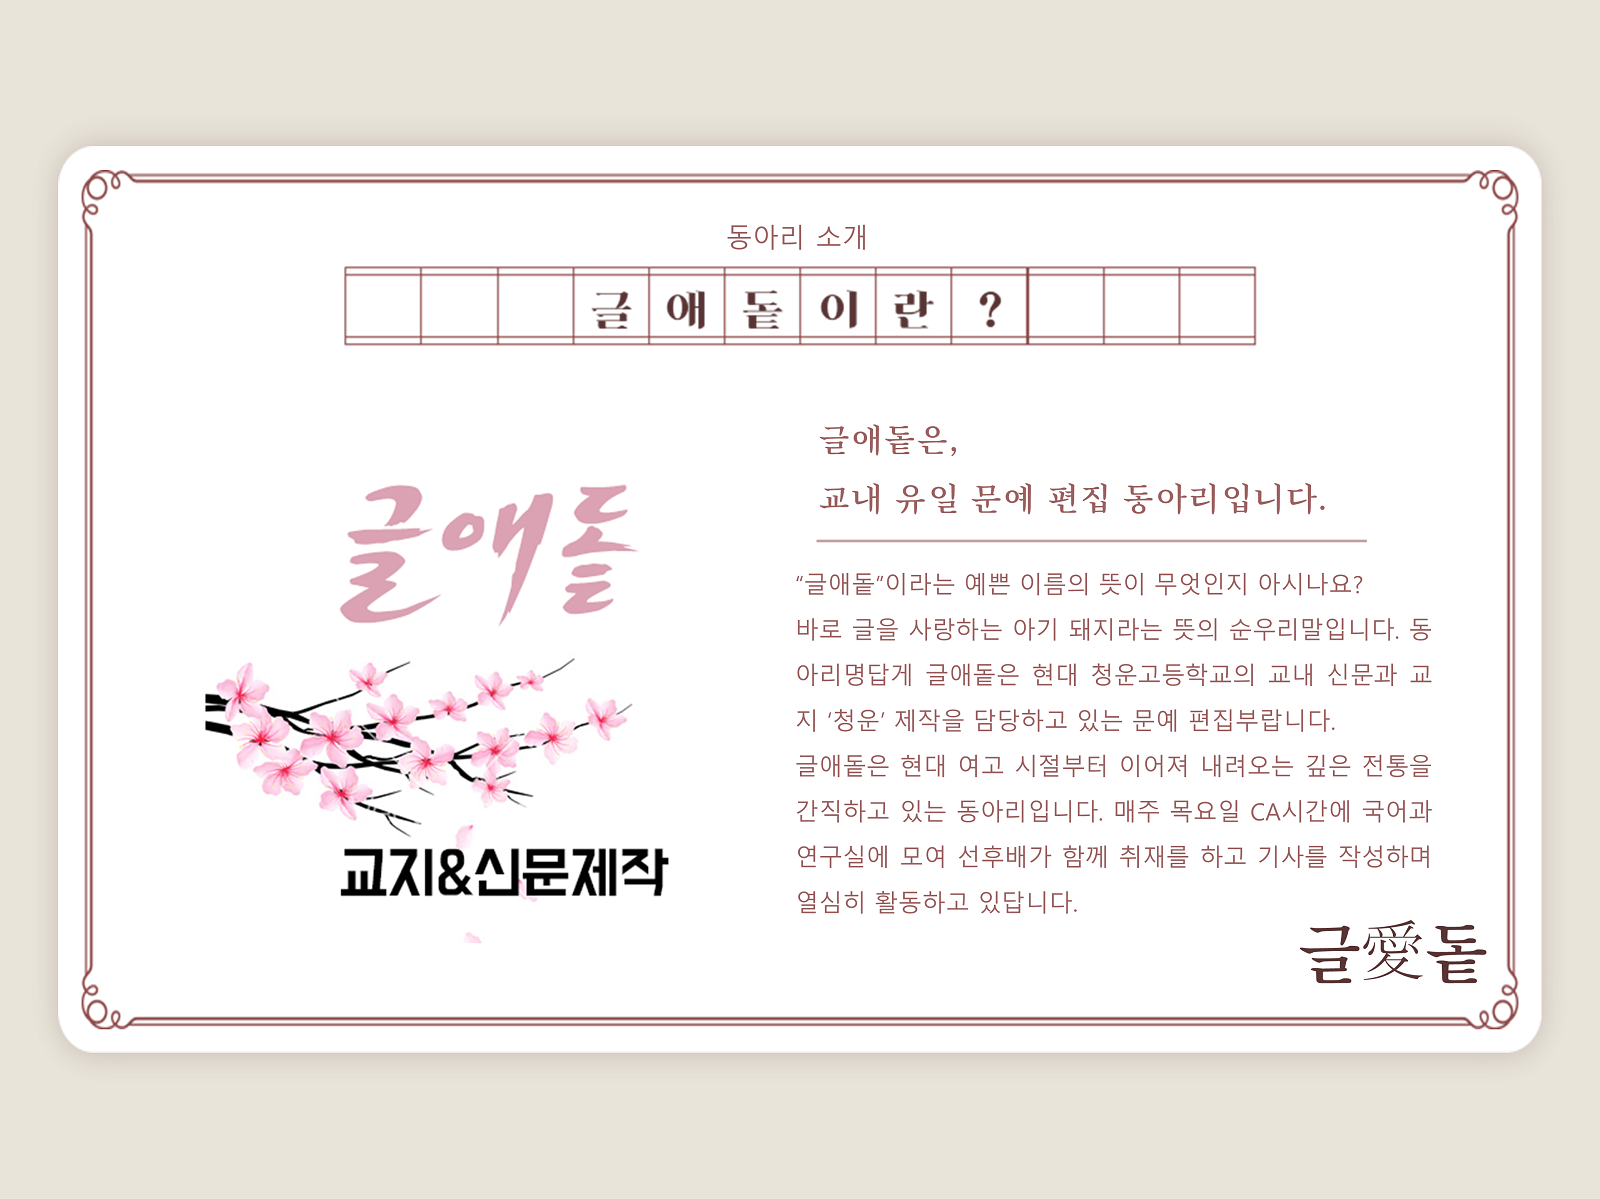 동아리 소개
글애돝이란?
글애돝
교지&신문제작
글애돝은,
교내 유일 문예 편집 동아리입니다.
“글애돝”이라는 예쁜 이름의 뜻이 무엇인지 아시나요?
바로 글을 사랑하는 아기 돼지라는 뜻의 순우리말입니다. 동
아리명답게 글애돝은 현대 청운고등학교의 교내 신문과 교
지 ‘청운’ 제작을 담당하고 있는 문예 편집부랍니다.
글애돝은 현대 여고 시절부터 이어져 내려오는 깊은 전통을
간직하고 있는 동아리입니다. 매주 목요일 CA시간에 국어과
연구실에 모여 선후배가 함께 취재를 하고 기사를 작성하며
열심히 활동하고 있답니다.
글愛돝